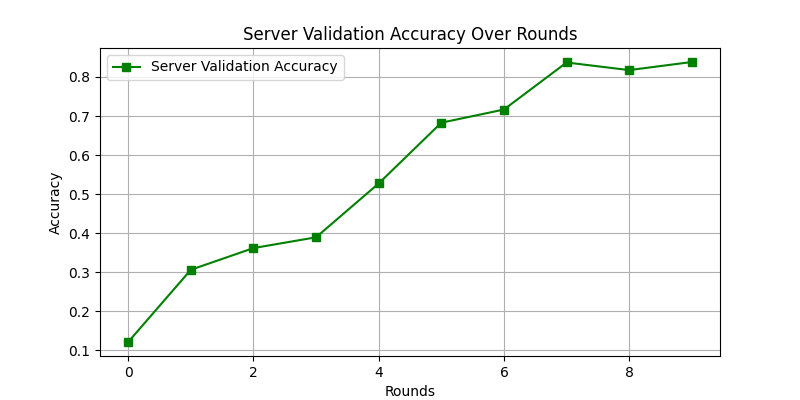 Server Validation Accuracy Over Rounds
Server Validation Accuracy
0.8
0.7
0.6
0.5
0.4
0.3
0.2
0.1
Accuracy
0 2 4 6 8
Rounds